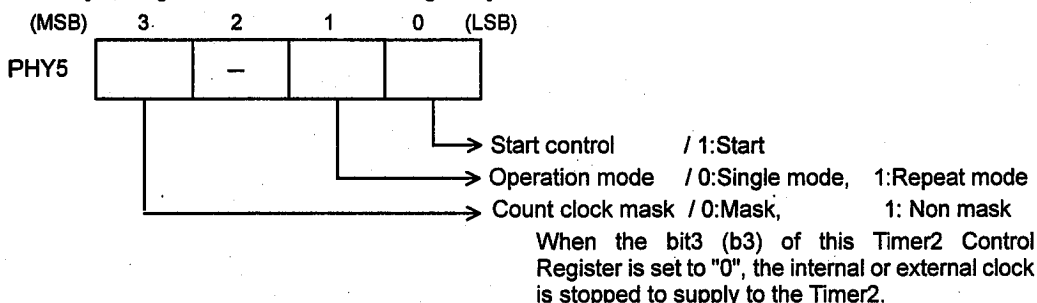 (MSB) 3 2 1 0 (LSB)
PHY5 –
Start control / 1:Start
Operation mode / 0:Single mode, 1:Repeat mode
Count clock mask / 0:Mask, 1: Non mask
When the bit3 (b3) of this Timer2 Control
Register is set to "0", the internal or external clock
is stopped to supply to the Timer2.